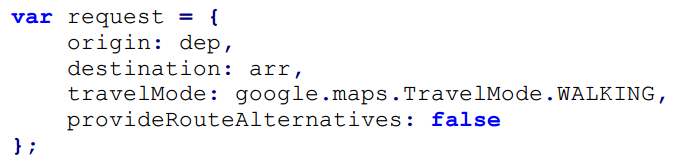 var request = {
    origin: dep,
    destination: arr,
    travelMode: google.maps.TravelMode.WALKING,
    provideRouteAlternatives: false
};